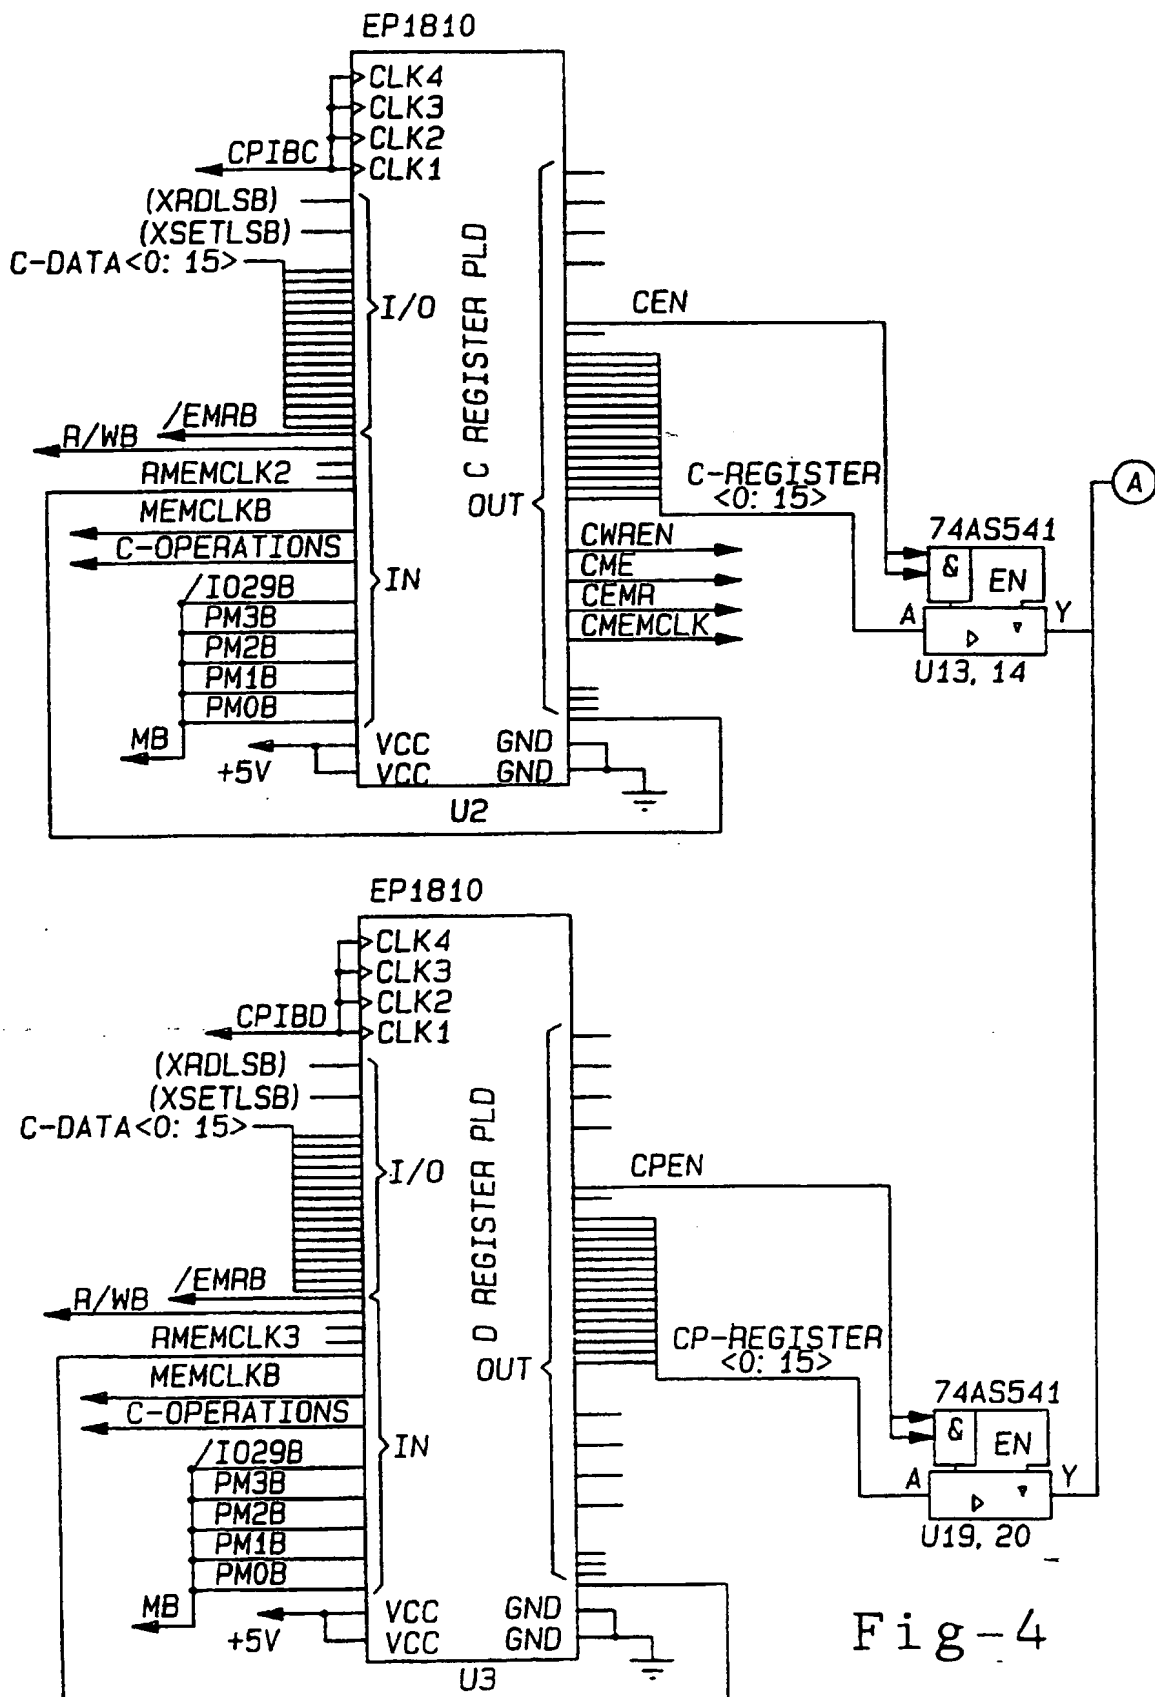 EP1810
CLK4
CLK3
CLK2
CPIBC
CLK1
(XRDLSB)
(XSETLSB)
C-DATA<0: 15>
I/O
C REGISTER PLD
CEN
/EMRB
R/WB
RMEMCLK2
MEMCLKB
C-OPERATIONS
OUT
C-REGISTER
<0: 15>
A
74AS541
& EN
CWREN
CME
CEMR
CMEMCLK
IN
/IO29B
PM3B
PM2B
PM1B
PM0B
A
Y
U13, 14
MB
+5V
VCC
VCC
GND
GND
U2
EP1810
CLK4
CLK3
CLK2
CPIBD
CLK1
(XRDLSB)
(XSETLSB)
C-DATA<0: 15>
I/O
D REGISTER PLD
CPEN
/EMRB
R/WB
RMEMCLK3
MEMCLKB
C-OPERATIONS
OUT
CP-REGISTER
<0: 15>
74AS541
& EN
IN
/IO29B
PM3B
PM2B
PM1B
PM0B
A
Y
U19, 20
MB
+5V
VCC
VCC
GND
GND
U3
Fig-4